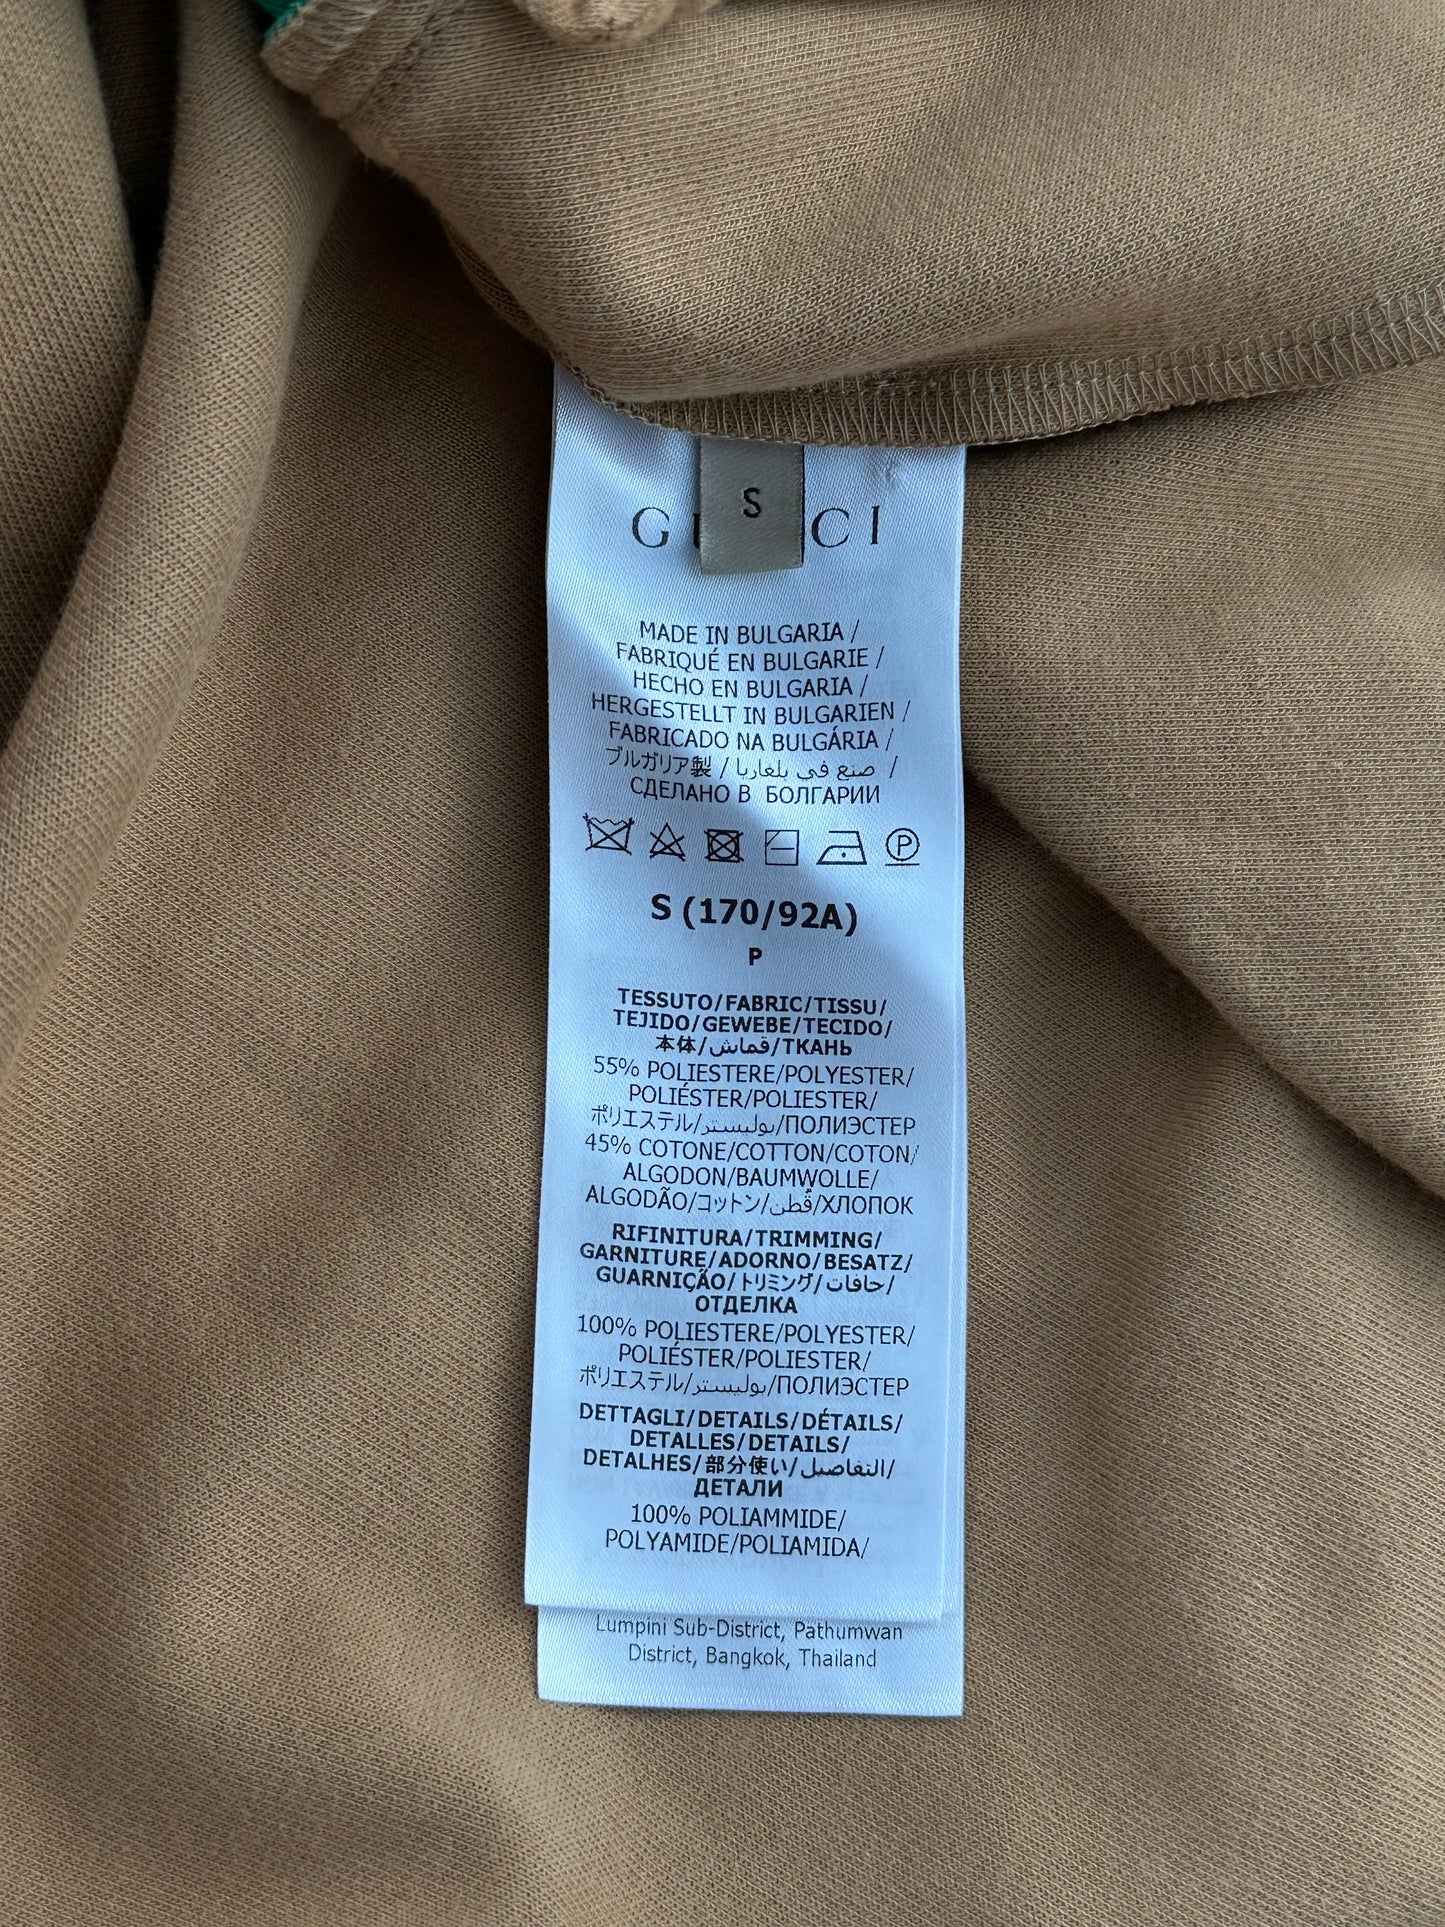 S
G CI
MADE IN BULGARIA /
FABRIQUÉ EN BULGARIE /
HECHO EN BULGARIA /
HERGESTELLT IN BULGARIEN /
FABRICADO NA BULGÁRIA /
ブルガリア製 / صنع في بلغاريا /
СДЕЛАНО В БОЛГАРИИ
P
S (170/92A)
P
TESSUTO/FABRIC/TISSU/
TEJIDO/GEWEBE/TECIDO/
本体/قماش/ТКАНЬ
55% POLIESTERE/POLYESTER/
POLIÉSTER/POLIESTER/
ポリエステル/بوليستر/ПОЛИЭСТЕР
45% COTONE/COTTON/COTON/
ALGODON/BAUMWOLLE/
ALGODÃO/コットン/قُطن/ХЛОПОК
RIFINITURA/TRIMMING/
GARNITURE/ADORNO/BESATZ/
GUARNIÇÃO/トリミング/حافات/
ОТДЕЛКА
100% POLIESTERE/POLYESTER/
POLIÉSTER/POLIESTER/
ポリエステル/بوليستر/ПОЛИЭСТЕР
DETTAGLI/DETAILS/DÉTAILS/
DETALLES/DETAILS/
DETALHES/部分使い/التفاصيل/
ДЕТАЛИ
100% POLIAMMIDE/
POLYAMIDE/POLIAMIDA/
Lumpini Sub-District, Pathumwan
District, Bangkok, Thailand